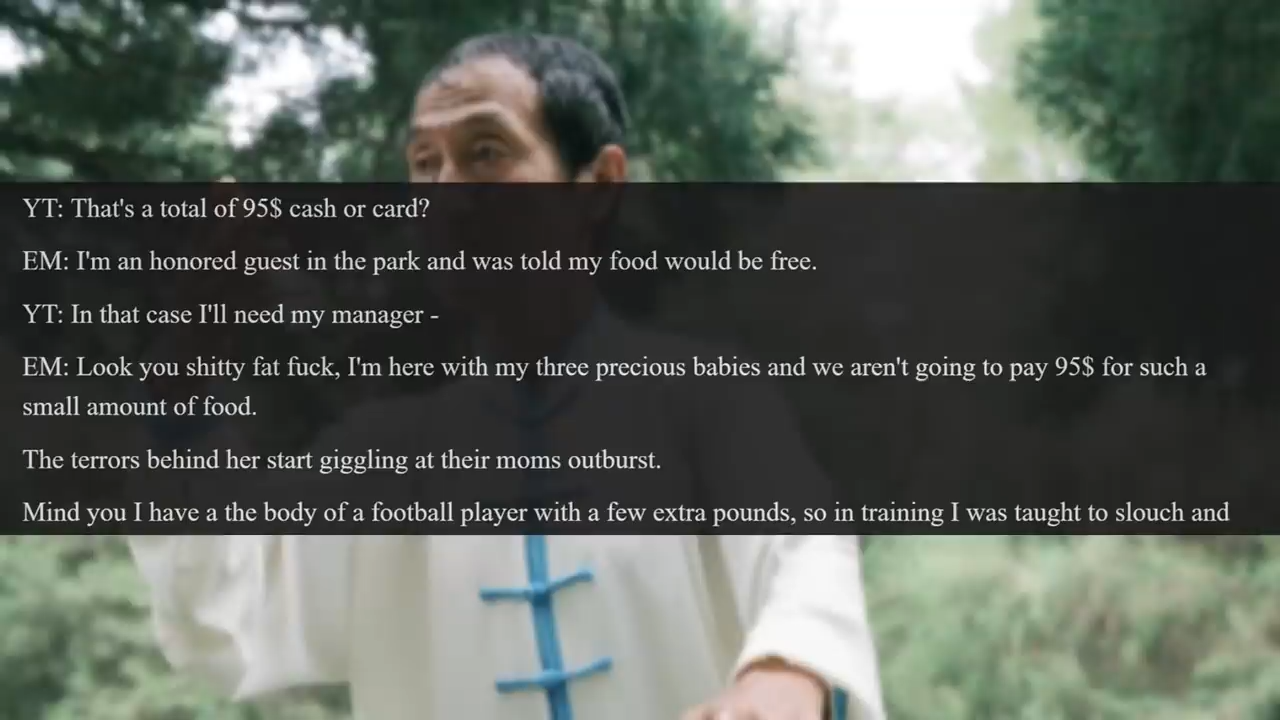 YT: That's a total of 95$ cash or card?
EM: I'm an honored guest in the park and was told my food would be free.
YT: In that case I'll need my manager -
EM: Look you shitty fat fuck, I'm here with my three precious babies and we aren't going to pay 95$ for such a
small amount of food.
The terrors behind her start giggling at their moms outburst.
Mind you I have a the body of a football player with a few extra pounds, so in training I was taught to slouch and